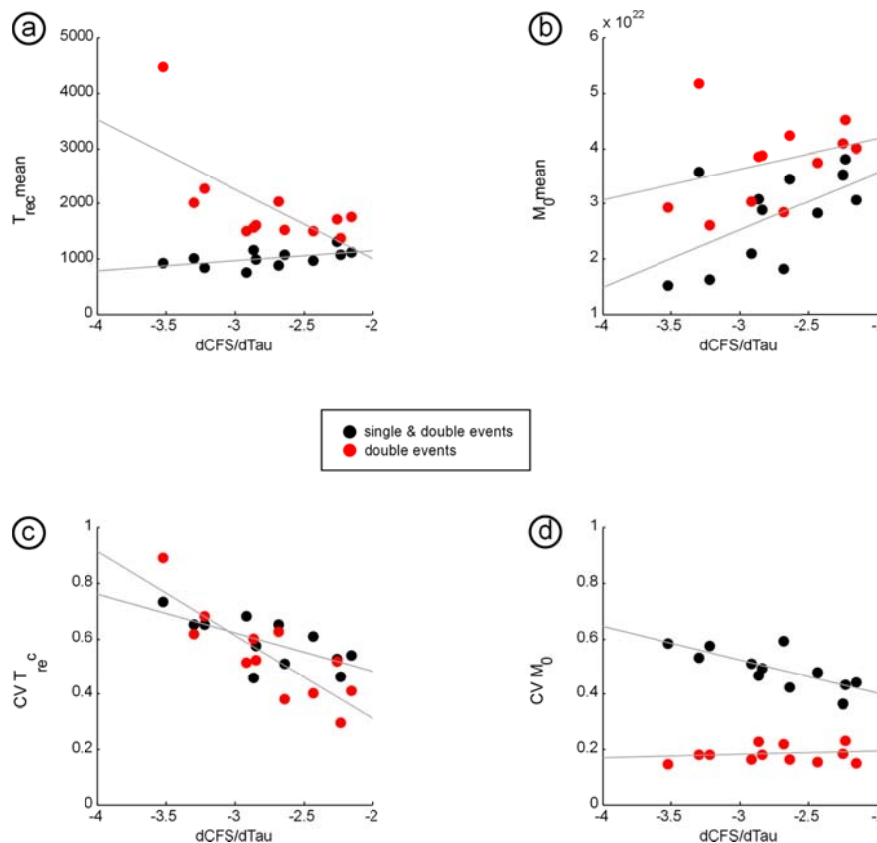 a
5000
4000
3000
2000
1000
0
T_rec mean
-4 -3.5 -3 -2.5 -2
dCFS/dTau
b
x 10^22
6
5
4
3
2
1
M_0 mean
-4 -3.5 -3 -2.5 -2
dCFS/dTau
single & double events
double events
c
1
0.8
0.6
0.4
0.2
0
CV T_re^c
-4 -3.5 -3 -2.5 -2
dCFS/dTau
d
1
0.8
0.6
0.4
0.2
0
CV M_0
-4 -3.5 -3 -2.5 -2
dCFS/dTau